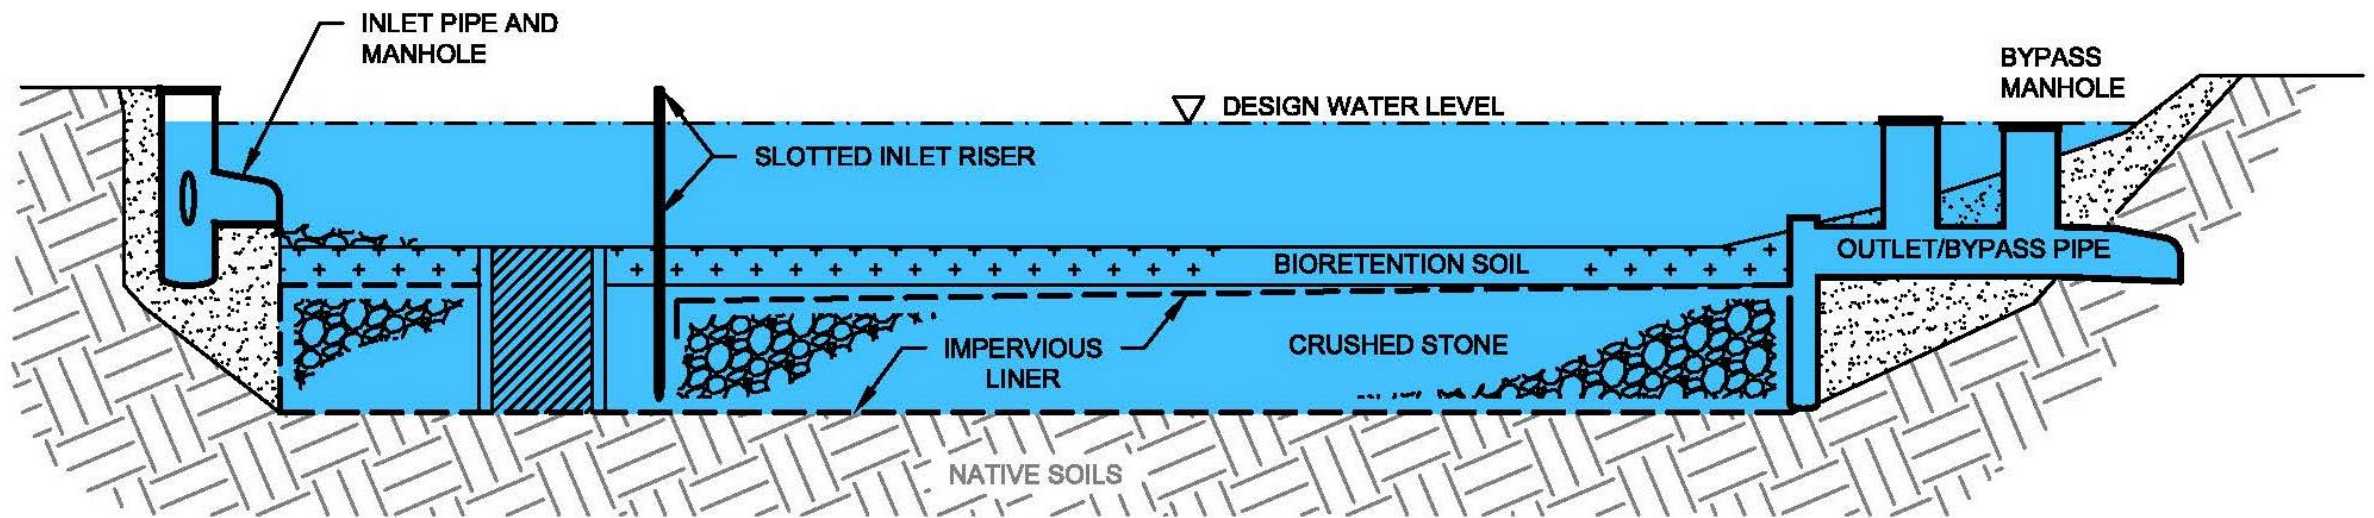 INLET PIPE AND
MANHOLE
BYPASS
MANHOLE
DESIGN WATER LEVEL
SLOTTED INLET RISER
OUTLET/BYPASS PIPE
BIORETENTION SOIL
IMPERVIOUS
LINER
CRUSHED STONE
NATIVE SOILS